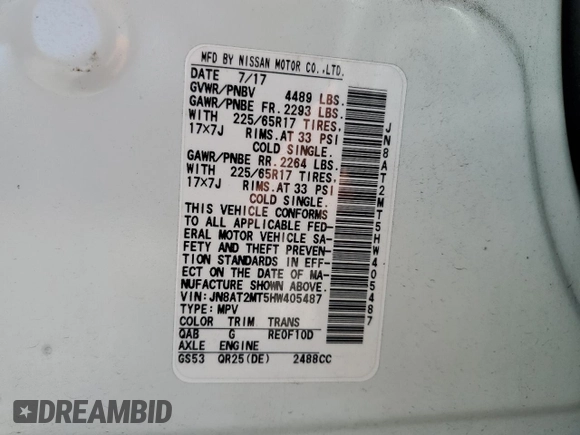 MFD BY NISSAN MOTOR CO.,LTD.
DATE 7/17
GVWR/PNBV 4489 LBS.
GAWR/PNBE FR. 2293 LBS.
WITH 225/65R17 TIRES.
17X7J RIMS.AT 33 PSI
COLD SINGLE.
GAWR/PNBE RR. 2264 LBS.
WITH 225/65R17 TIRES.
17X7J RIMS.AT 33 PSI
COLD SINGLE.
THIS VEHICLE CONFORMS
TO ALL APPLICABLE FED-
ERAL MOTOR VEHICLE SA-
FETY AND THEFT PREVEN-
TION STANDARDS IN EFF-
ECT ON THE DATE OF MA-
NUFACTURE SHOWN ABOVE.
VIN: JN8AT2MT5HW405487
TYPE: MPV
COLOR TRIM TRANS
QAB G RE0F10D
AXLE ENGINE
GS53 QR25(DE) 2488CC
JN8AT2MT5HW405487
DREAMBID